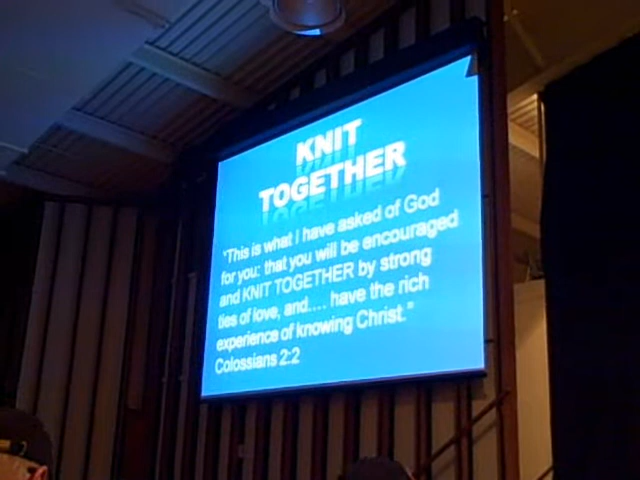 KNIT
TOGETHER
"This is what I have asked of God
for you: that you will be encouraged
and KNIT TOGETHER by strong
ties of love, and.... have the rich
experience of knowing Christ."
Colossians 2:2